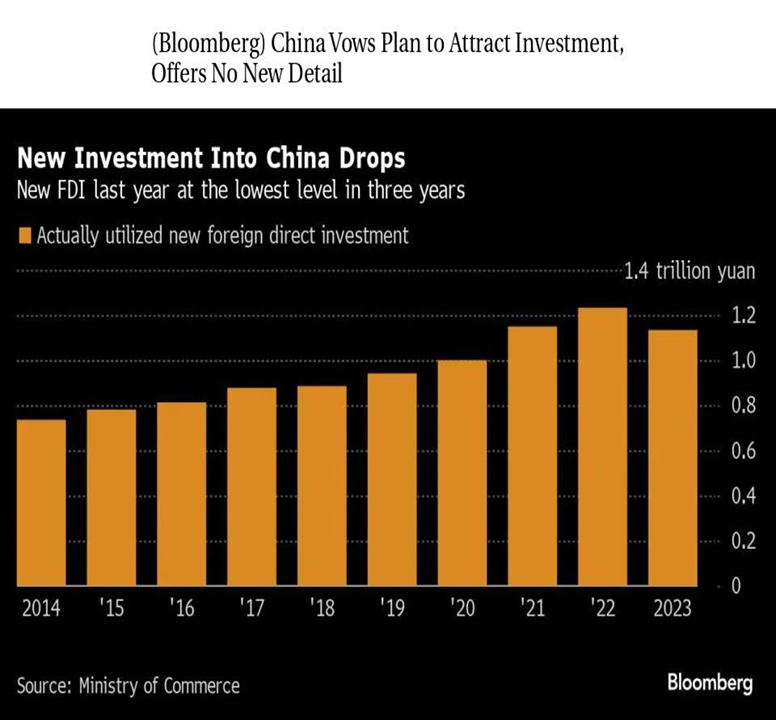 (Bloomberg) China Vows Plan to Attract Investment,
Offers No New Detail
New Investment Into China Drops
New FDI last year at the lowest level in three years
Actually utilized new foreign direct investment
1.4 trillion yuan
1.2
1.0
0.8
0.6
0.4
0.2
0
2014 '15 '16 '17 '18 '19 '20 '21 '22 2023
Source: Ministry of Commerce
Bloomberg